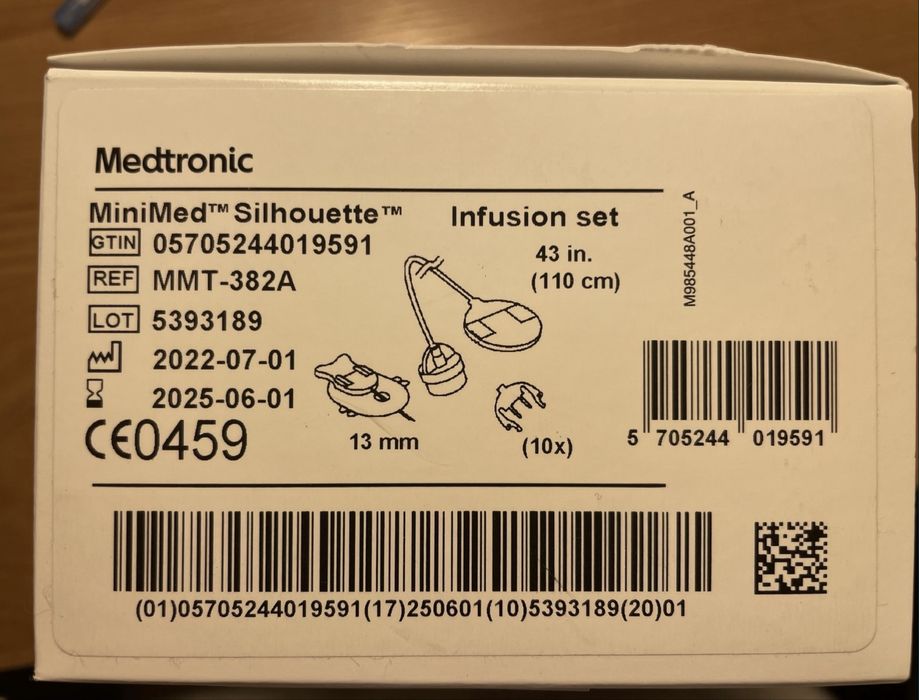 Medtronic
MiniMed™ Silhouette™ Infusion set
GTIN 05705244019591
43 in.
(110 cm)
REF MMT-382A
LOT 5393189
2022-07-01
2025-06-01
CE0459
13 mm
(10x)
M985448A001_A
5 705244 019591
(01)05705244019591(17)250601(10)5393189(20)01